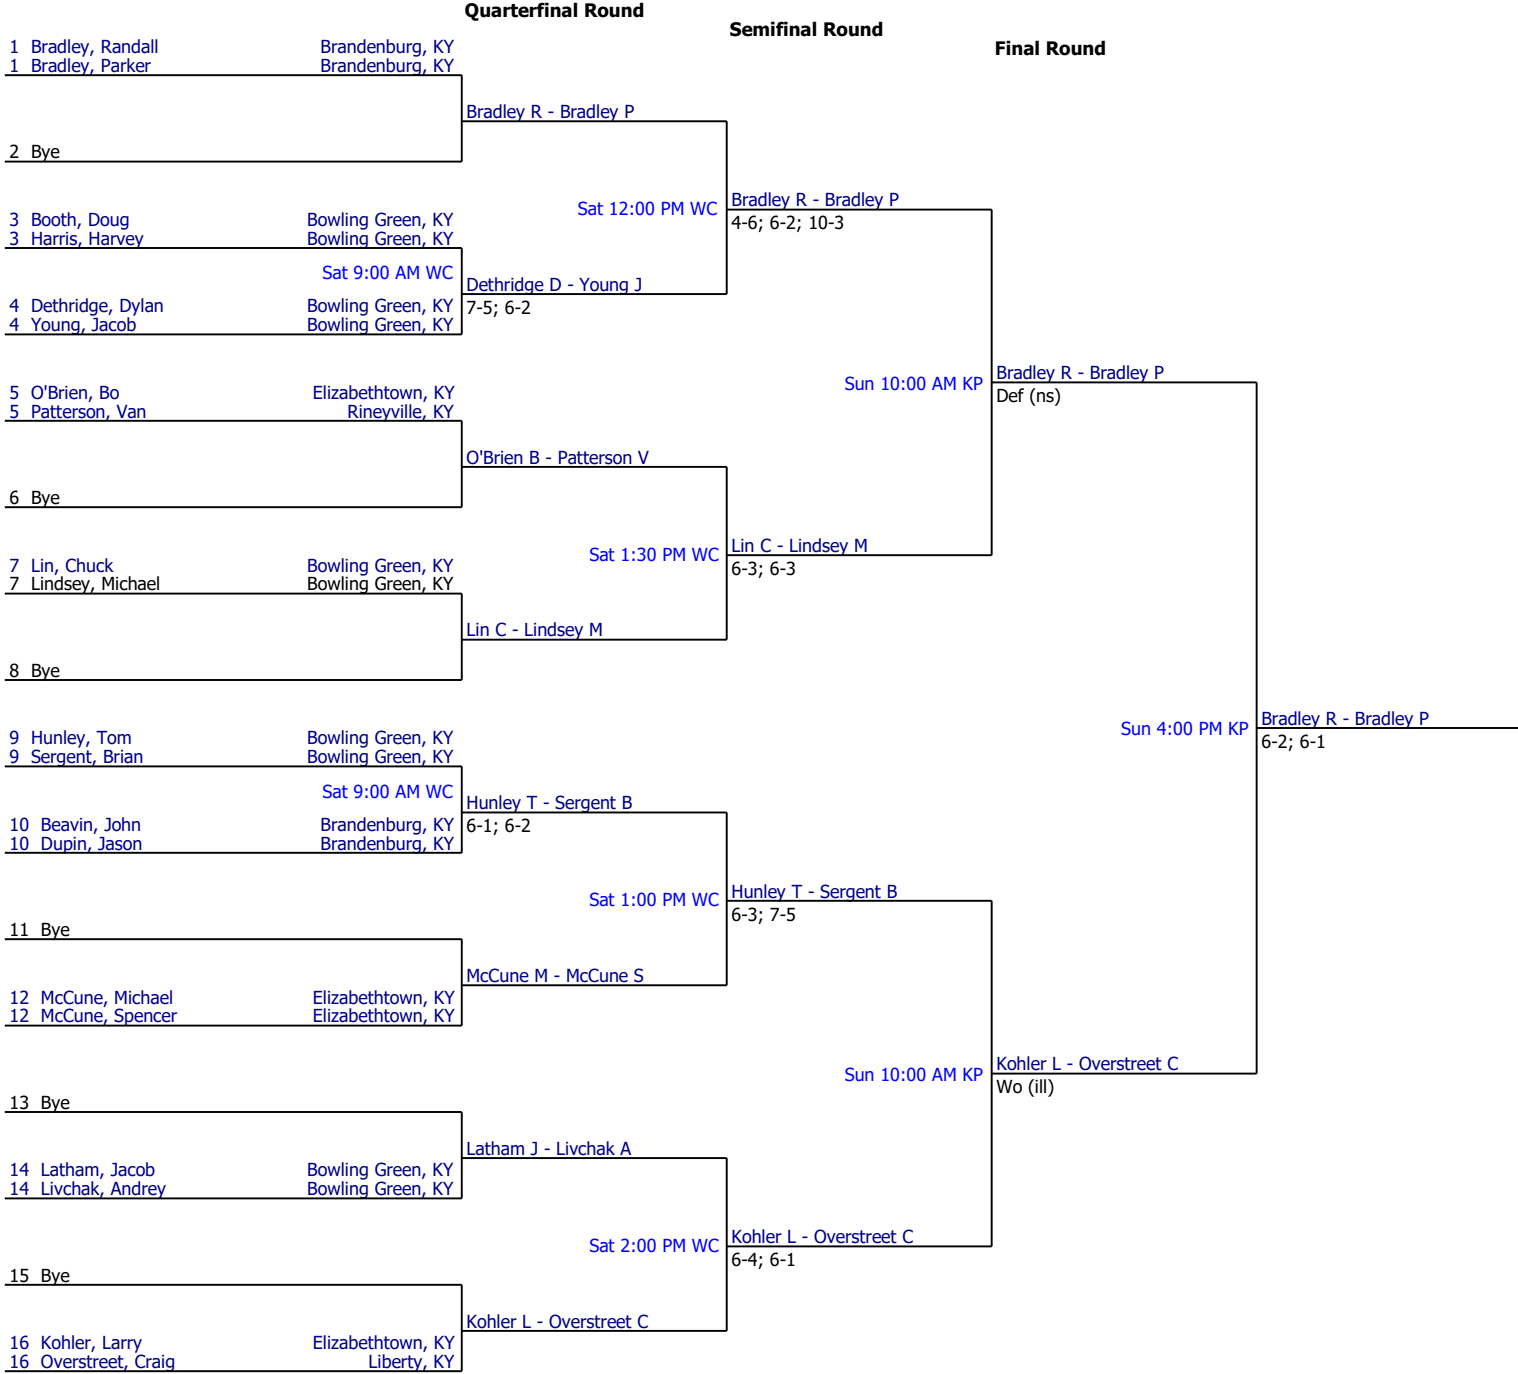 Quarterfinal Round
Semifinal Round
Final Round
1 Bradley, Randall Brandenburg, KY
1 Bradley, Parker Brandenburg, KY
Bradley R - Bradley P
2 Bye
Sat 12:00 PM WC
Bradley R - Bradley P
4-6; 6-2; 10-3
3 Booth, Doug Bowling Green, KY
3 Harris, Harvey Bowling Green, KY
Sat 9:00 AM WC
Dethridge D - Young J
7-5; 6-2
4 Dethridge, Dylan Bowling Green, KY
4 Young, Jacob Bowling Green, KY
Sun 10:00 AM KP
Bradley R - Bradley P
Def (ns)
5 O'Brien, Bo Elizabethtown, KY
5 Patterson, Van Rineyville, KY
O'Brien B - Patterson V
6 Bye
Sat 1:30 PM WC
Lin C - Lindsey M
6-3; 6-3
7 Lin, Chuck Bowling Green, KY
7 Lindsey, Michael Bowling Green, KY
Lin C - Lindsey M
8 Bye
Sun 4:00 PM KP
Bradley R - Bradley P
6-2; 6-1
9 Hunley, Tom Bowling Green, KY
9 Sergent, Brian Bowling Green, KY
Sat 9:00 AM WC
Hunley T - Sergent B
6-1; 6-2
10 Beavin, John Brandenburg, KY
10 Dupin, Jason Brandenburg, KY
Sat 1:00 PM WC
Hunley T - Sergent B
6-3; 7-5
11 Bye
McCune M - McCune S
12 McCune, Michael Elizabethtown, KY
12 McCune, Spencer Elizabethtown, KY
Sun 10:00 AM KP
Kohler L - Overstreet C
Wo (ill)
13 Bye
Latham J - Livchak A
14 Latham, Jacob Bowling Green, KY
14 Livchak, Andrey Bowling Green, KY
Sat 2:00 PM WC
Kohler L - Overstreet C
6-4; 6-1
15 Bye
Kohler L - Overstreet C
16 Kohler, Larry Elizabethtown, KY
16 Overstreet, Craig Liberty, KY